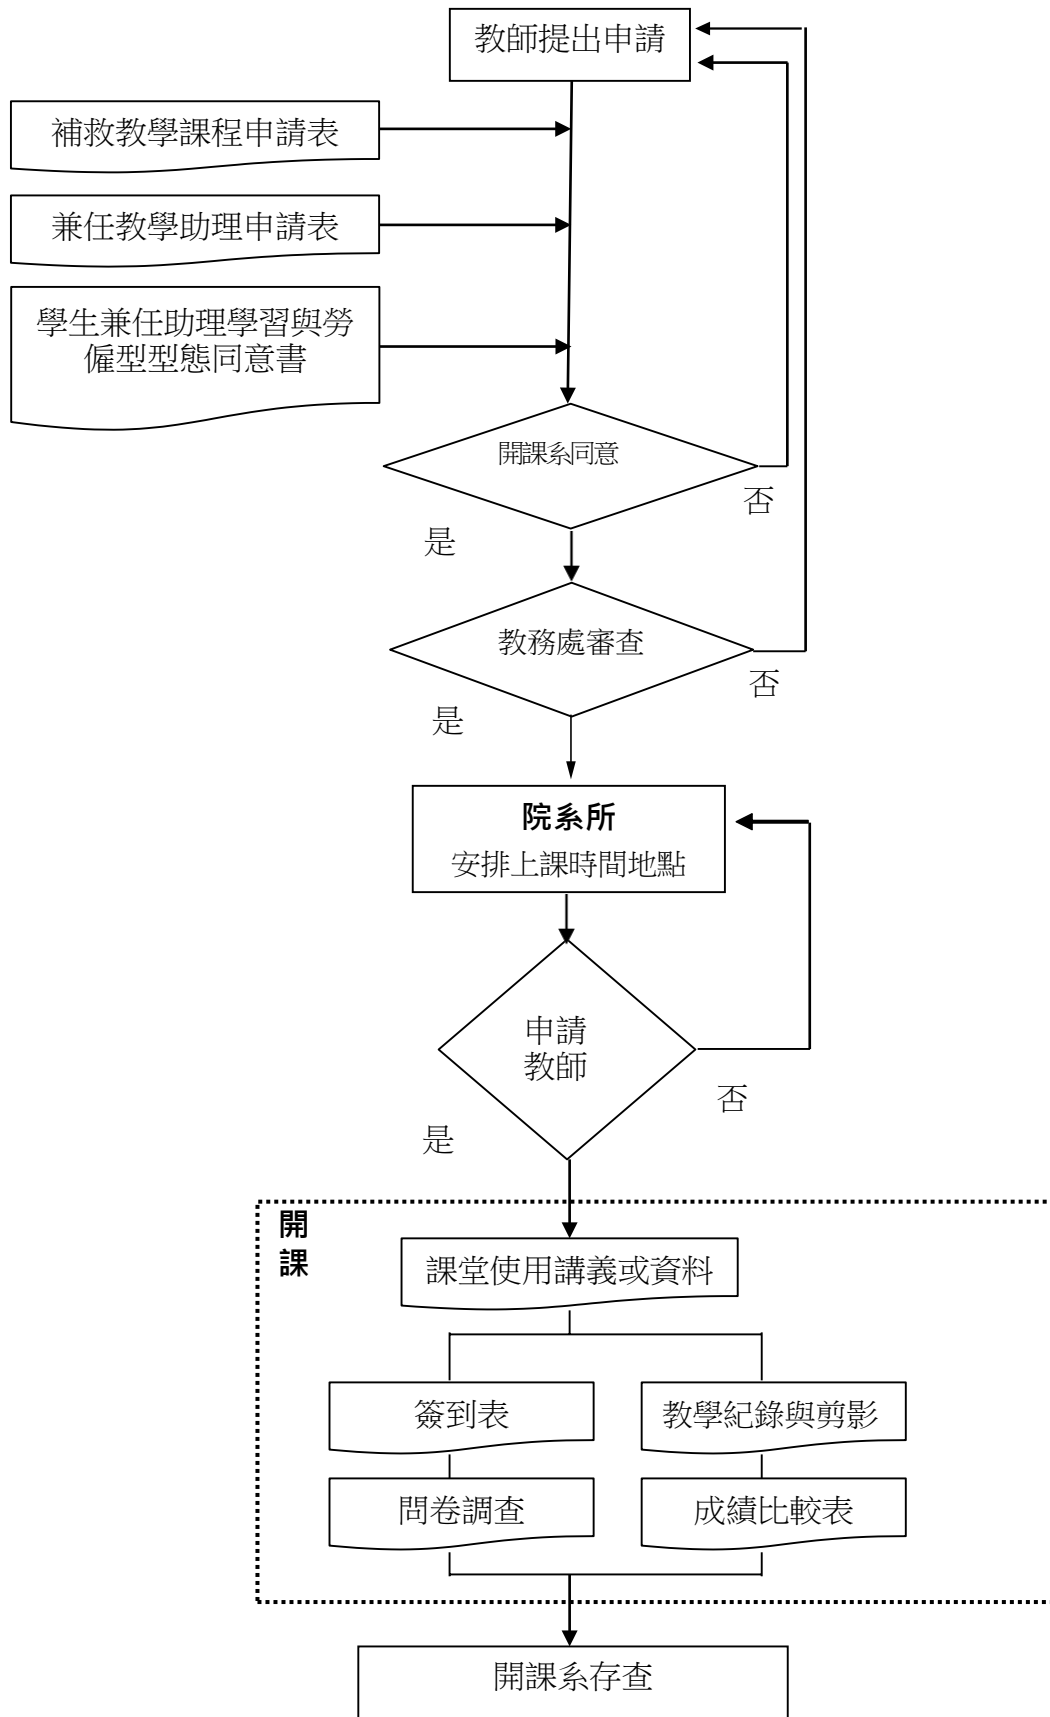 教師提出申請
補救教學課程申請表
兼任教學助理申請表
學生兼任助理學習與勞
僱型型態同意書
開課系同意
否
是
教務處審查
否
是
院系所
安排上課時間地點
申請
教師
否
是
開
課
課堂使用講義或資料
簽到表
教學紀錄與剪影
問卷調查
成績比較表
開課系存查